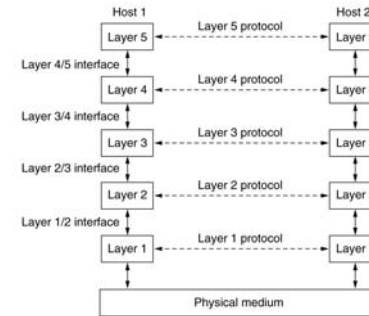 Host 1
Host 2
Layer 5 protocol
Layer 5
Layer
Layer 4/5 interface
Layer 4 protocol
Layer 4
Layer
Layer 3/4 interface
Layer 3 protocol
Layer 3
Layer
Layer 2/3 interface
Layer 2 protocol
Layer 2
Layer
Layer 1/2 interface
Layer 1 protocol
Layer 1
Layer
Physical medium